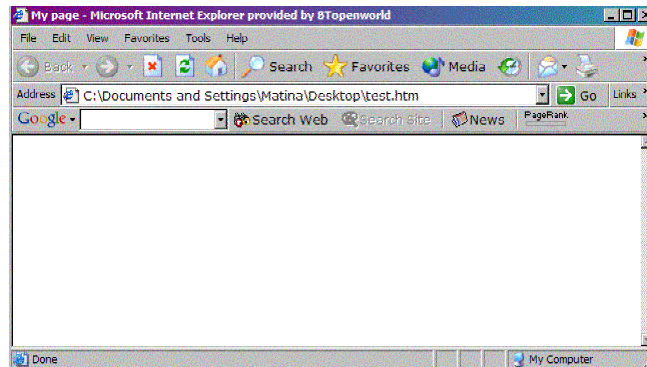 My page - Microsoft Internet Explorer provided by BTopenworld
File Edit View Favorites Tools Help
Back Search Favorites Media
Address C:\Documents and Settings\Matina\Desktop\test.htm Go Links
Google Search Web Search Site News PageRank
Done My Computer